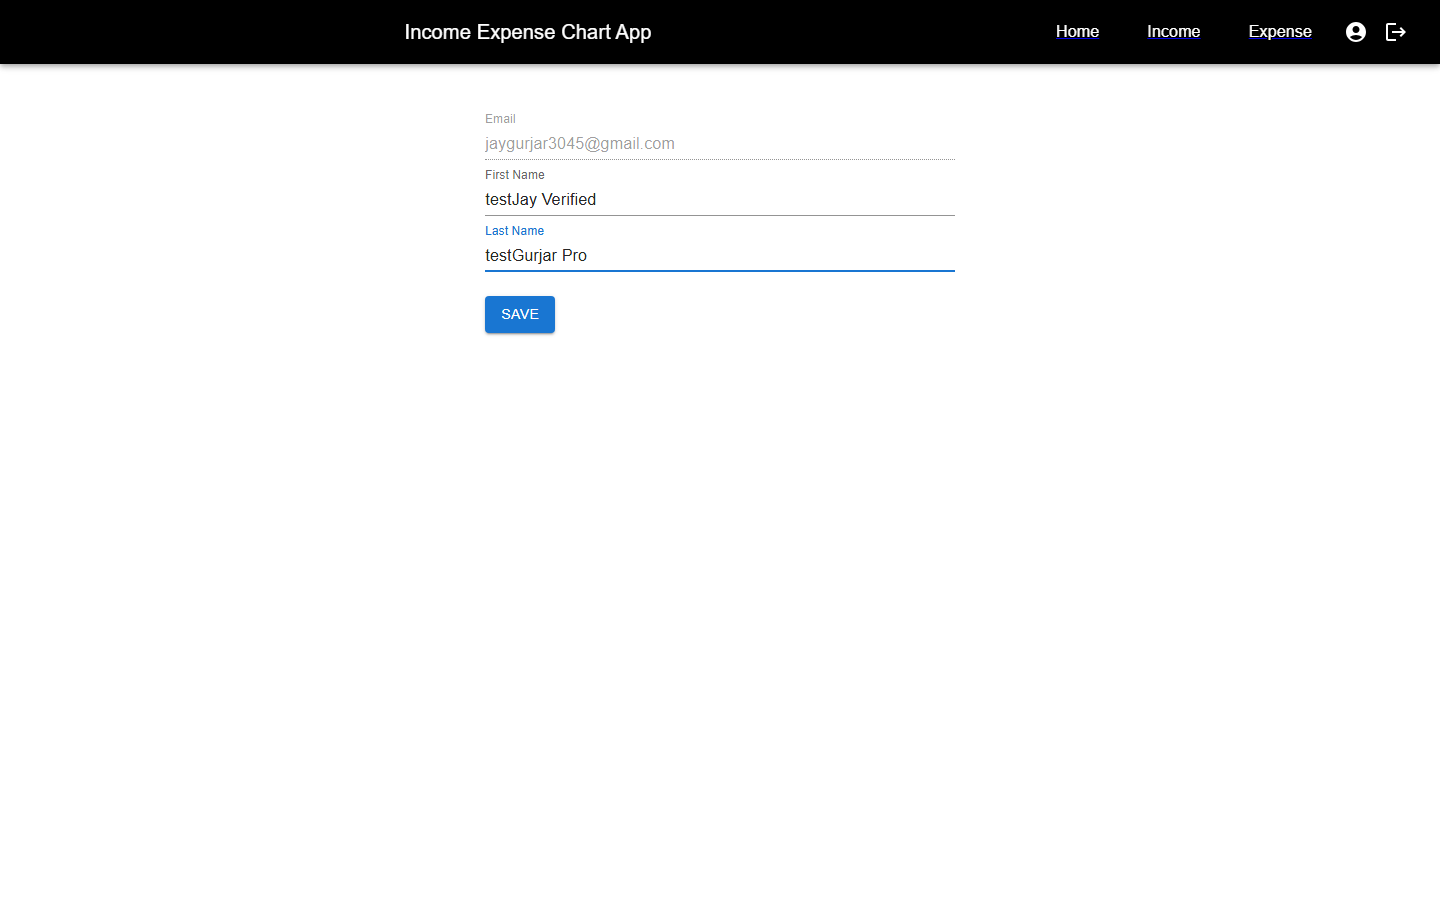 Income Expense Chart App
Home Income Expense
Email
jaygurjar3045@gmail.com
First Name
testJay Verified
Last Name
testGurjar Pro
SAVE